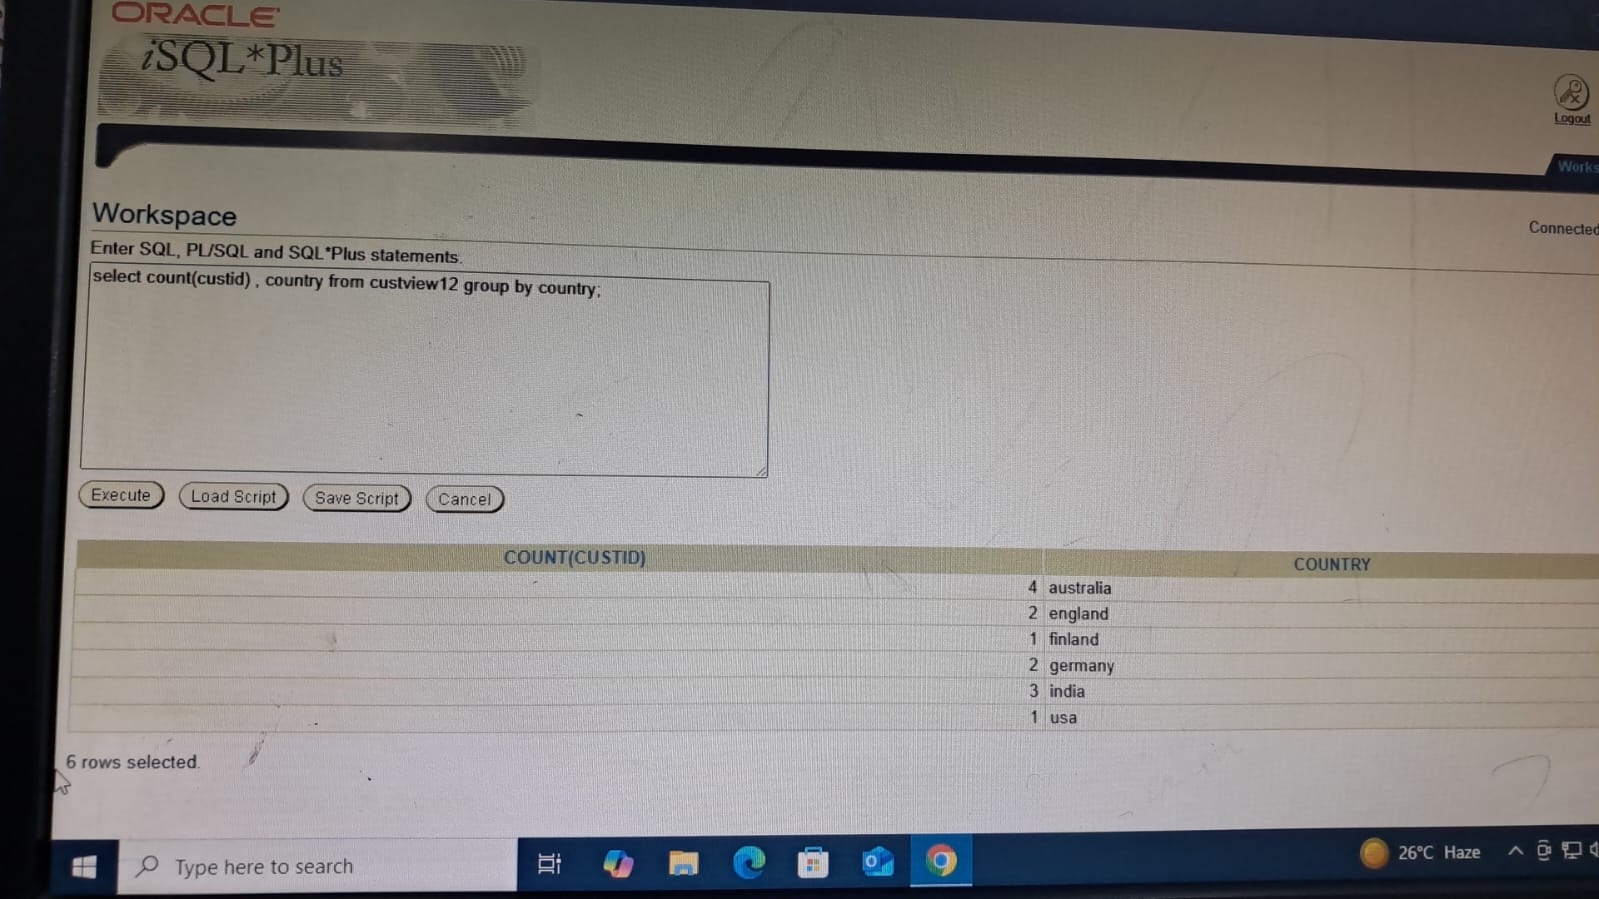 ORACLE
iSQL*Plus
Logout
Works
Workspace
Connected
Enter SQL, PL/SQL and SQL*Plus statements.
select count(custid) , country from custview12 group by country;
Execute Load Script Save Script Cancel
COUNT(CUSTID) COUNTRY
4 australia
2 england
1 finland
2 germany
3 india
1 usa
6 rows selected.
Type here to search
26°C Haze